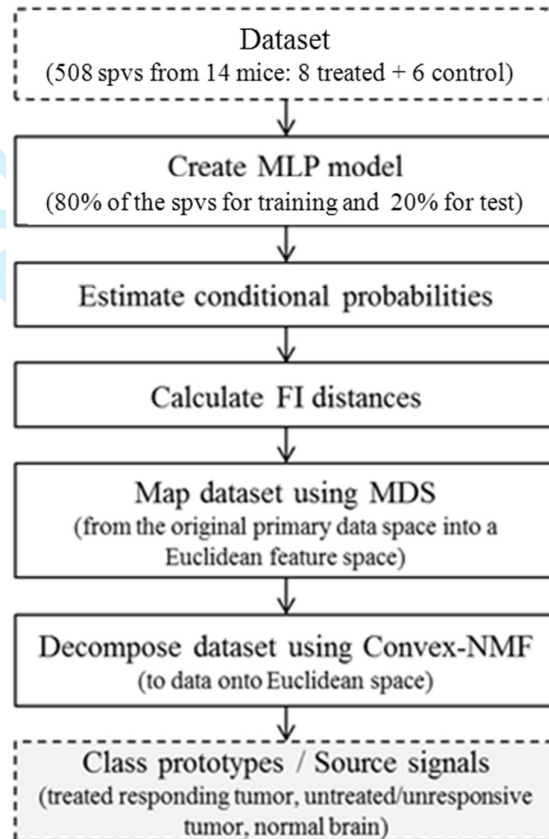 Dataset
(508 spvs from 14 mice: 8 treated + 6 control)
Create MLP model
(80% of the spvs for training and 20% for test)
Estimate conditional probabilities
Calculate FI distances
Map dataset using MDS
(from the original primary data space into a
Euclidean feature space)
Decompose dataset using Convex-NMF
(to data onto Euclidean space)
Class prototypes / Source signals
(treated responding tumor, untreated/unresponsive
tumor, normal brain)